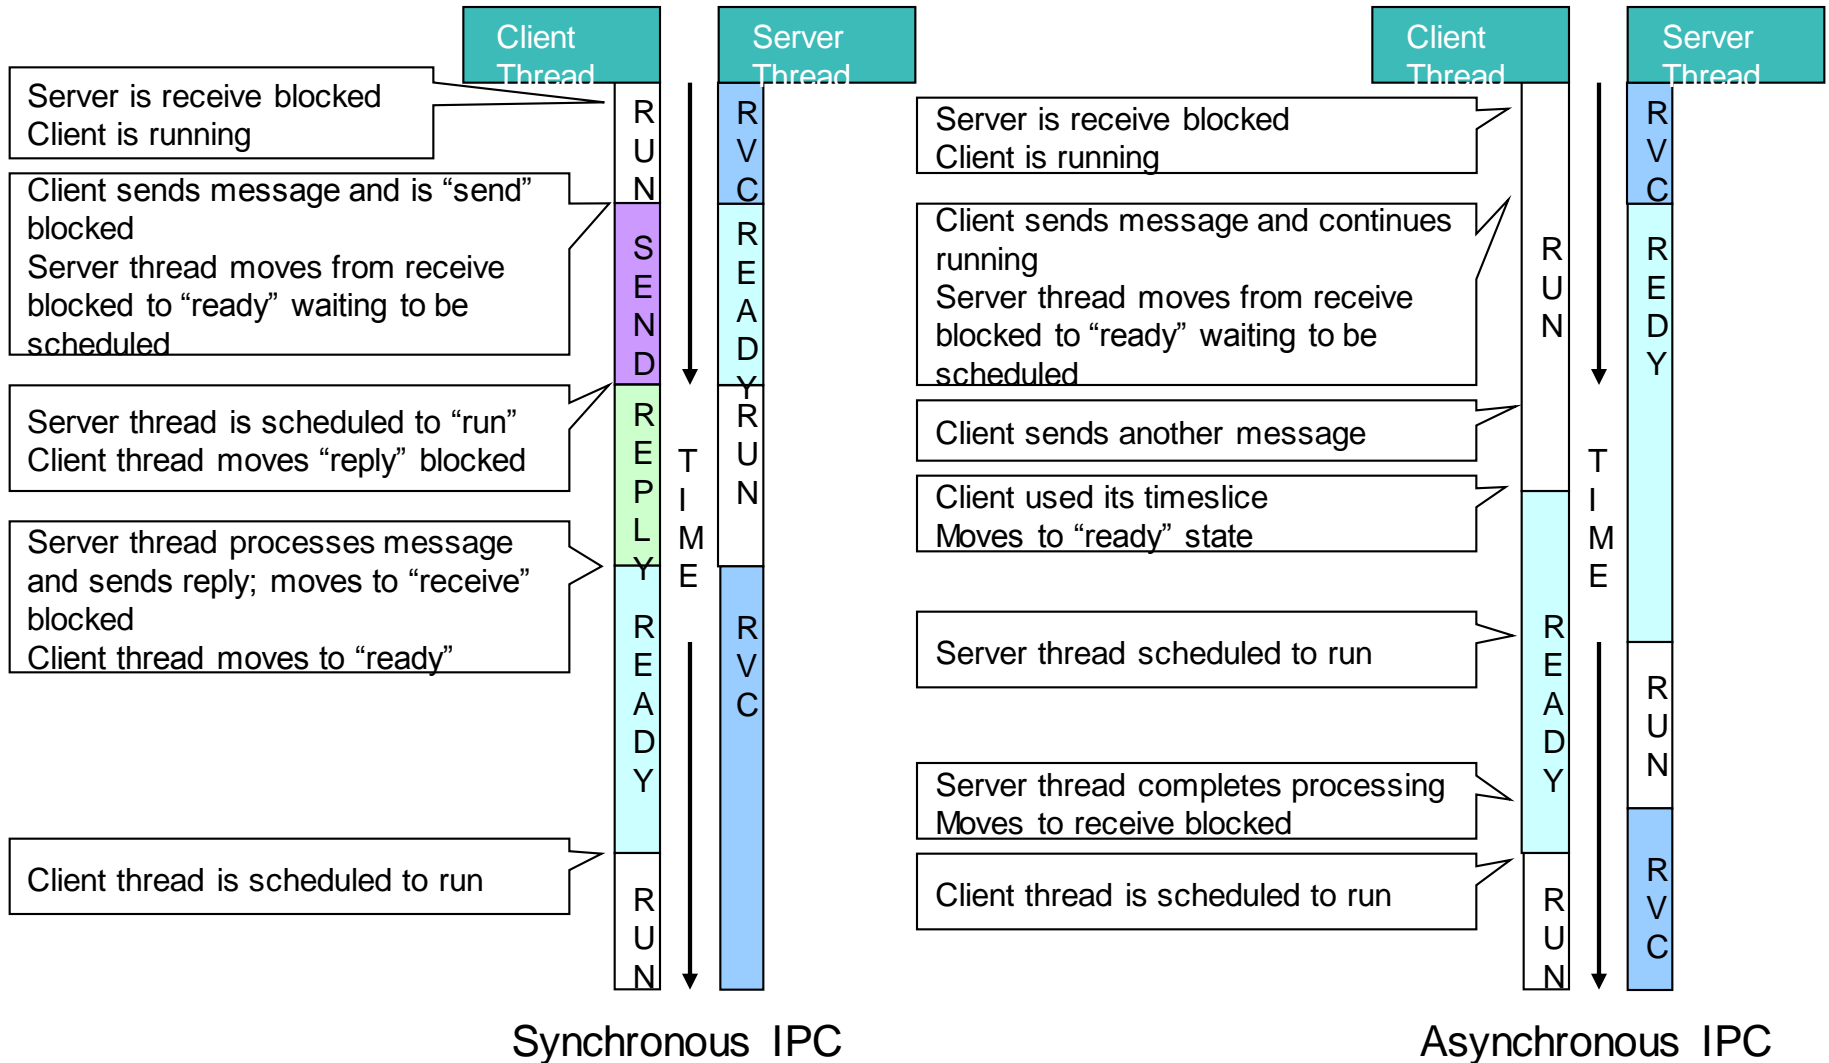 Client
Thread
Server
Thread
Server is receive blocked
Client is running
Client sends message and is “send”
blocked
Server thread moves from receive
blocked to “ready” waiting to be
scheduled
Server thread is scheduled to “run”
Client thread moves “reply” blocked
Server thread processes message
and sends reply; moves to “receive”
blocked
Client thread moves to “ready”
Client thread is scheduled to run
RUN
SEND
REPLY
READY
RUN
TIME
RVC
READY
RUN
RVC
Synchronous IPC
Client
Thread
Server
Thread
Server is receive blocked
Client is running
Client sends message and continues
running
Server thread moves from receive
blocked to “ready” waiting to be
scheduled
Client sends another message
Client used its timeslice
Moves to “ready” state
Server thread scheduled to run
Server thread completes processing
Moves to receive blocked
Client thread is scheduled to run
RUN
READY
RUN
TIME
RVC
REDY
RUN
RVC
Asynchronous IPC